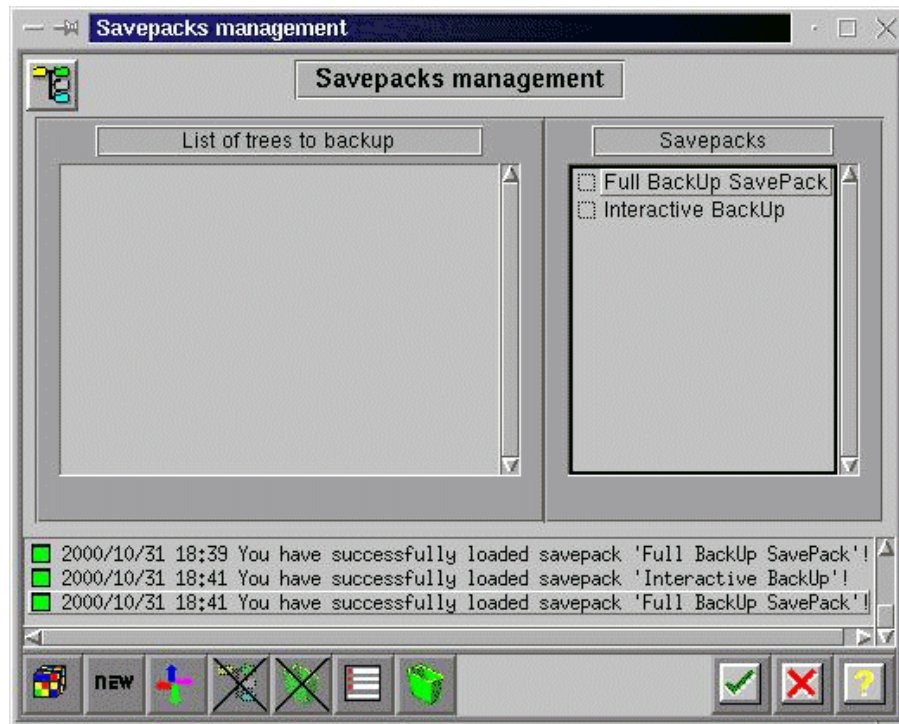 Savepacks management
Savepacks management
List of trees to backup
Savepacks
Full BackUp SavePack
Interactive BackUp
2000/10/31 18:39 You have successfully loaded savepack 'Full BackUp SavePack'!
2000/10/31 18:41 You have successfully loaded savepack 'Interactive BackUp'!
2000/10/31 18:41 You have successfully loaded savepack 'Full BackUp SavePack'!
NEW
?